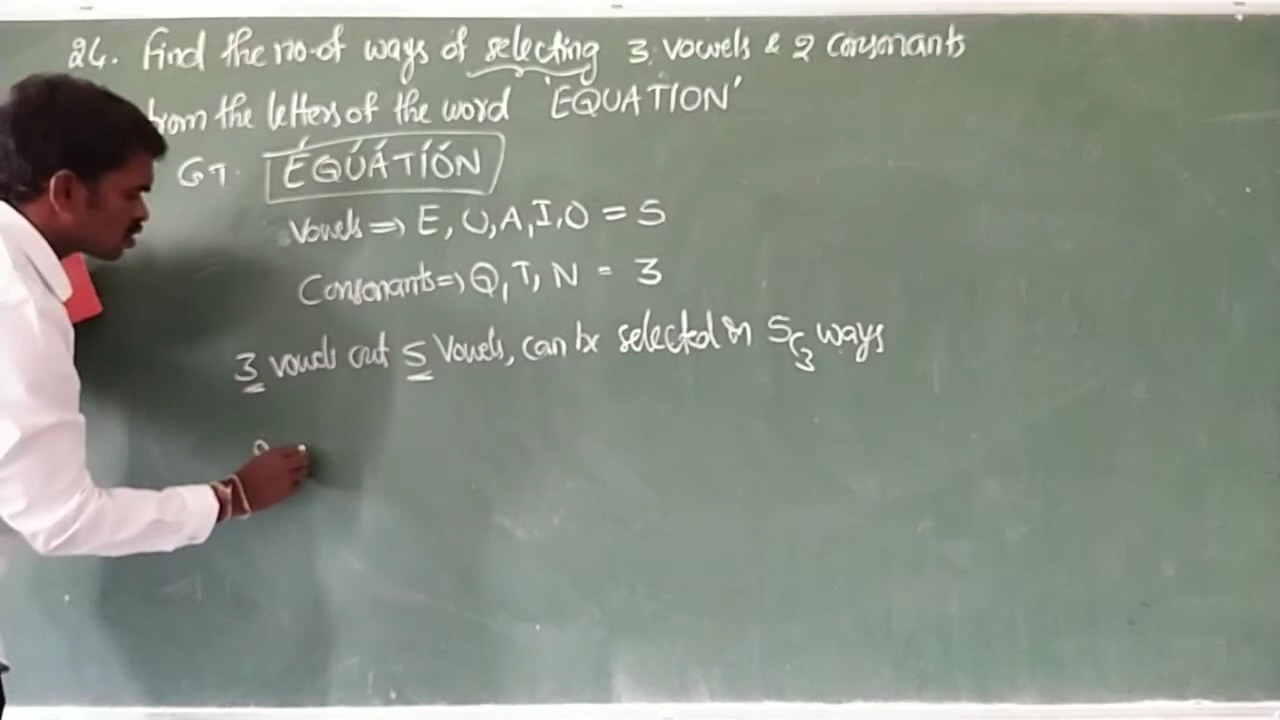 24. Find the no.of ways of selecting 3 vowels & 2 consonants
from the letters of the word 'EQUATION'
GT. EQUATION
Vowels => E, U, A, I, O = 5
Consonants => Q, T, N = 3
3 vowels out 5 Vowels, can be selected in 5C3 ways